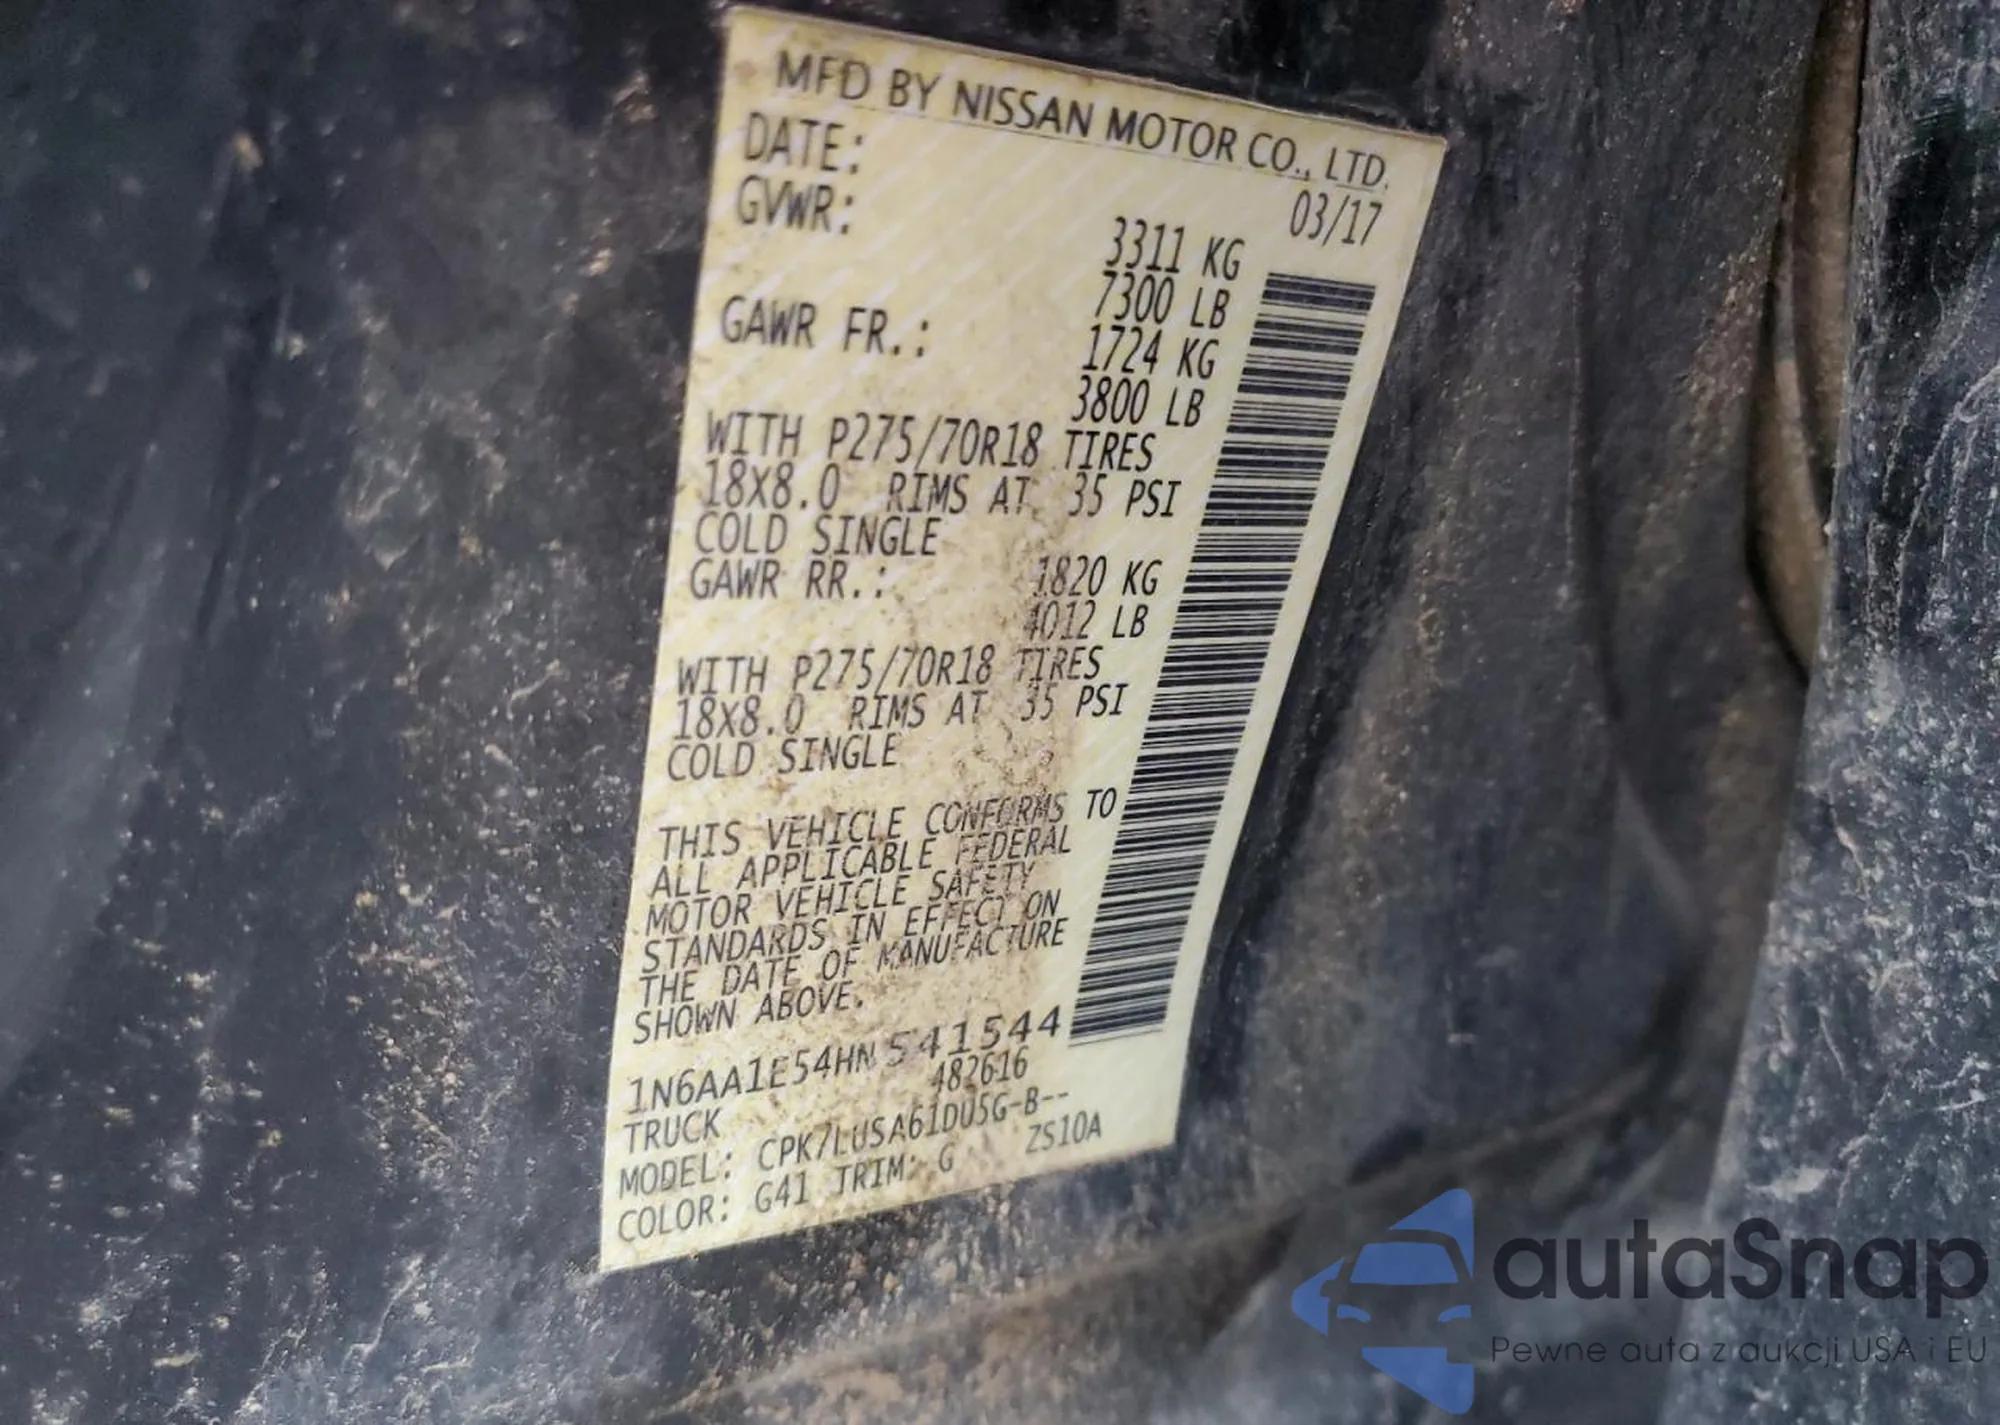 MFD BY NISSAN MOTOR CO., LTD.
DATE: 03/17
GVWR: 3311 KG
7300 LB
GAWR FR.: 1724 KG
3800 LB
WITH P275/70R18 TIRES
18X8.0 RIMS AT 35 PSI
COLD SINGLE
GAWR RR.: 1820 KG
4012 LB
WITH P275/70R18 TIRES
18X8.0 RIMS AT 35 PSI
COLD SINGLE
THIS VEHICLE CONFORMS TO
ALL APPLICABLE FEDERAL
MOTOR VEHICLE SAFETY
STANDARDS IN EFFECT ON
THE DATE OF MANUFACTURE
SHOWN ABOVE.
1N6AA1E54HN541544
TRUCK 482616
MODEL: CPK7LUSA61DU5G-B--
COLOR: G41 TRIM: G ZS10A
autaSnap
Pewne auta z aukcji USA i EU